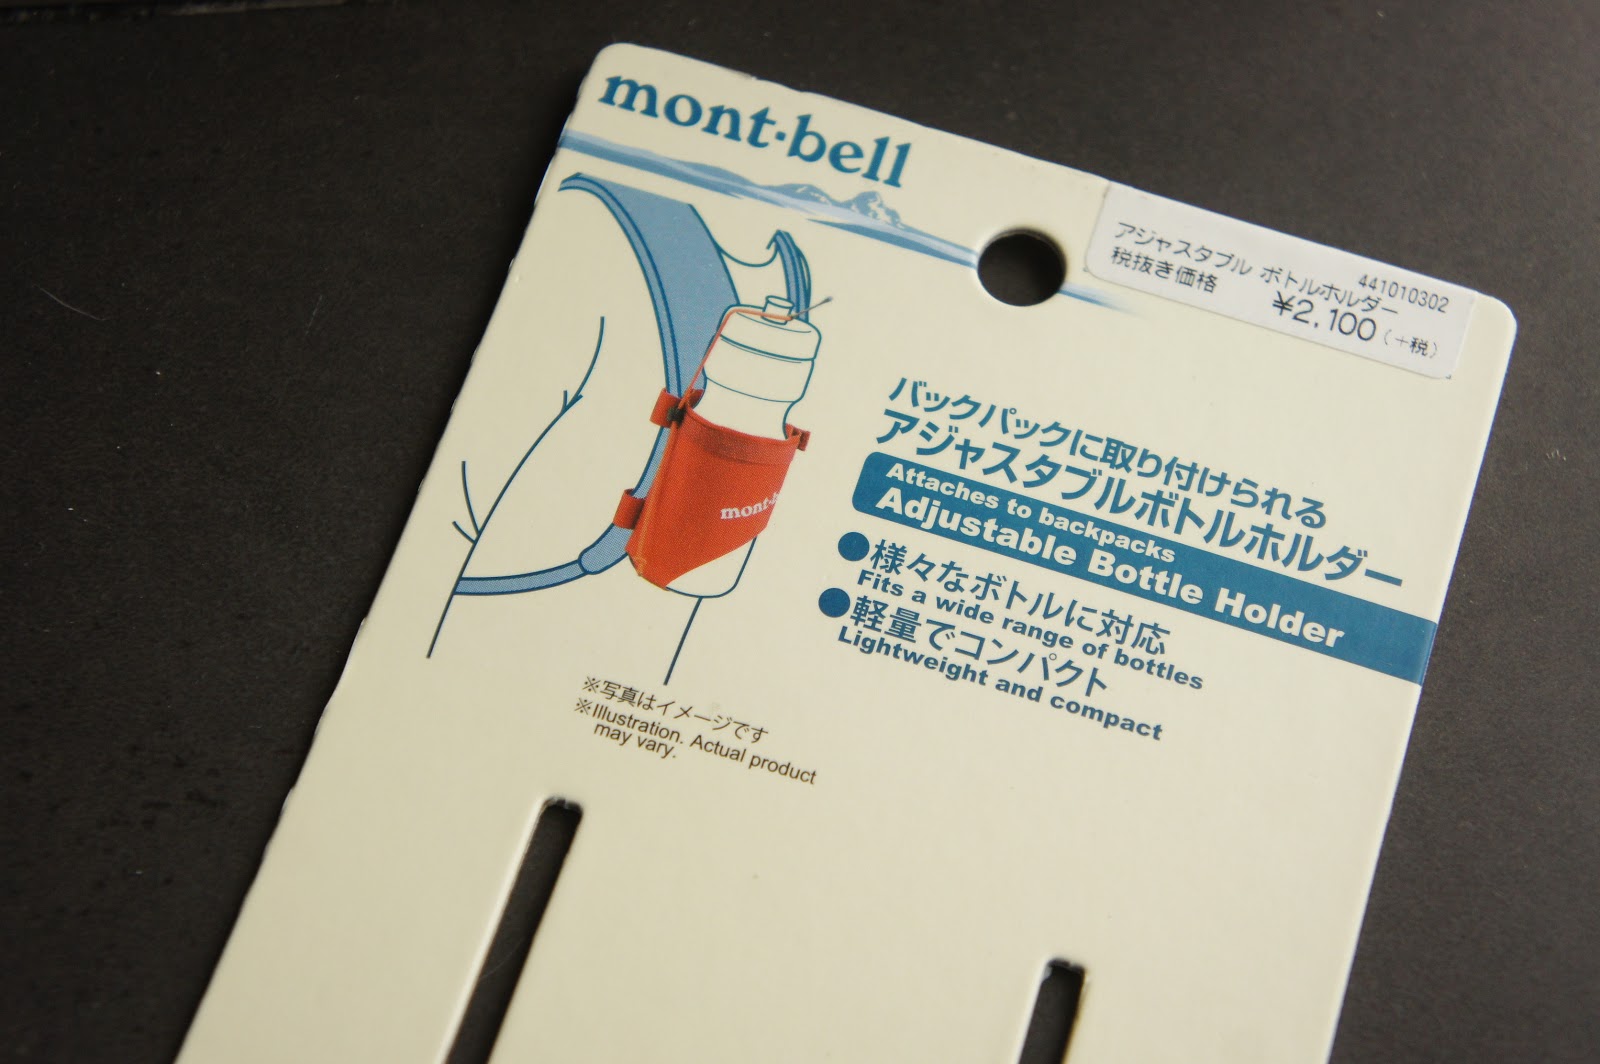 mont-bell
アジャスタブル ボトルホルダー
441010302
税抜き価格
¥2,100(+税)
バックパックに取り付けられる
アジャスタブルボトルホルダー
Attaches to backpacks
Adjustable Bottle Holder
●様々なボトルに対応
Fits a wide range of bottles
●軽量でコンパクト
Lightweight and compact
mont-b
※写真はイメージです
※Illustration. Actual product
may vary.